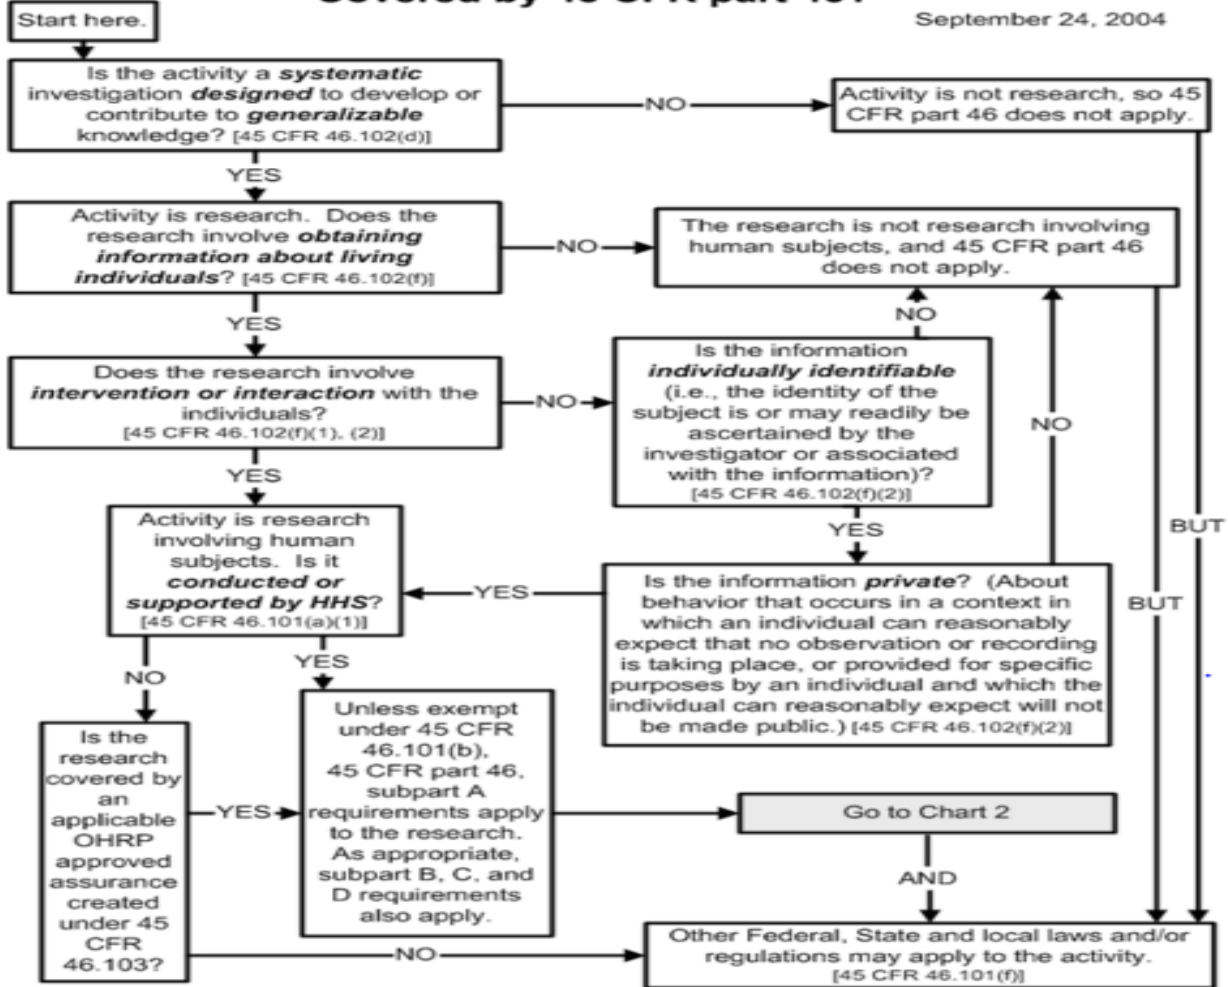 Covered by CFR part
September 24, 2004
Start here.
Is the activity a systematic
investigation designed to develop or
contribute to generalizable
knowledge? [45 CFR 46.102(d)]
NO
Activity is not research, so 45
CFR part 46 does not apply.
YES
Activity is research. Does the
research involve obtaining
information about living
individuals? [45 CFR 46.102(f)]
NO
The research is not research involving
human subjects, and 45 CFR part 46
does not apply.
YES
NO
Does the research involve
intervention or interaction with the
individuals?
[45 CFR 46.102(f)(1), (2)]
NO
Is the information
individually identifiable
(i.e., the identity of the
subject is or may readily be
ascertained by the
investigator or associated
with the information)?
[45 CFR 46.102(f)(2)]
NO
YES
YES
BUT
Activity is research
involving human
subjects. Is it
conducted or
supported by HHS?
[45 CFR 46.101(a)(1)]
YES
Is the information private? (About
behavior that occurs in a context in
which an individual can reasonably
expect that no observation or recording
is taking place, or provided for specific
purposes by an individual and which the
individual can reasonably expect will not
be made public.) [45 CFR 46.102(f)(2)]
BUT
NO
YES
Is the
research
covered by
an
applicable
OHRP
approved
assurance
created
under 45
CFR
46.103?
YES
Unless exempt
under 45 CFR
46.101(b),
45 CFR part 46,
subpart A
requirements apply
to the research.
As appropriate,
subpart B, C, and
D requirements
also apply.
Go to Chart 2
AND
NO
Other Federal, State and local laws and/or
regulations may apply to the activity.
[45 CFR 46.101(f)]